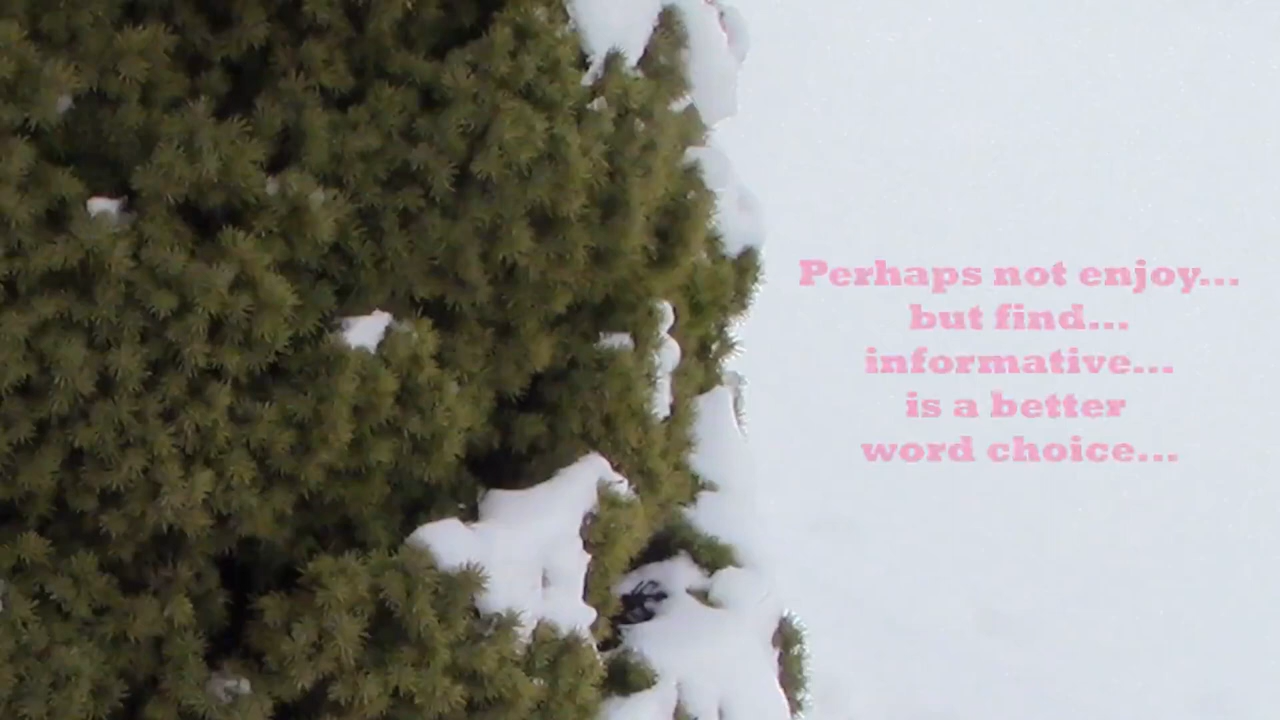 Perhaps not enjoy...
but find...
informative...
is a better
word choice...